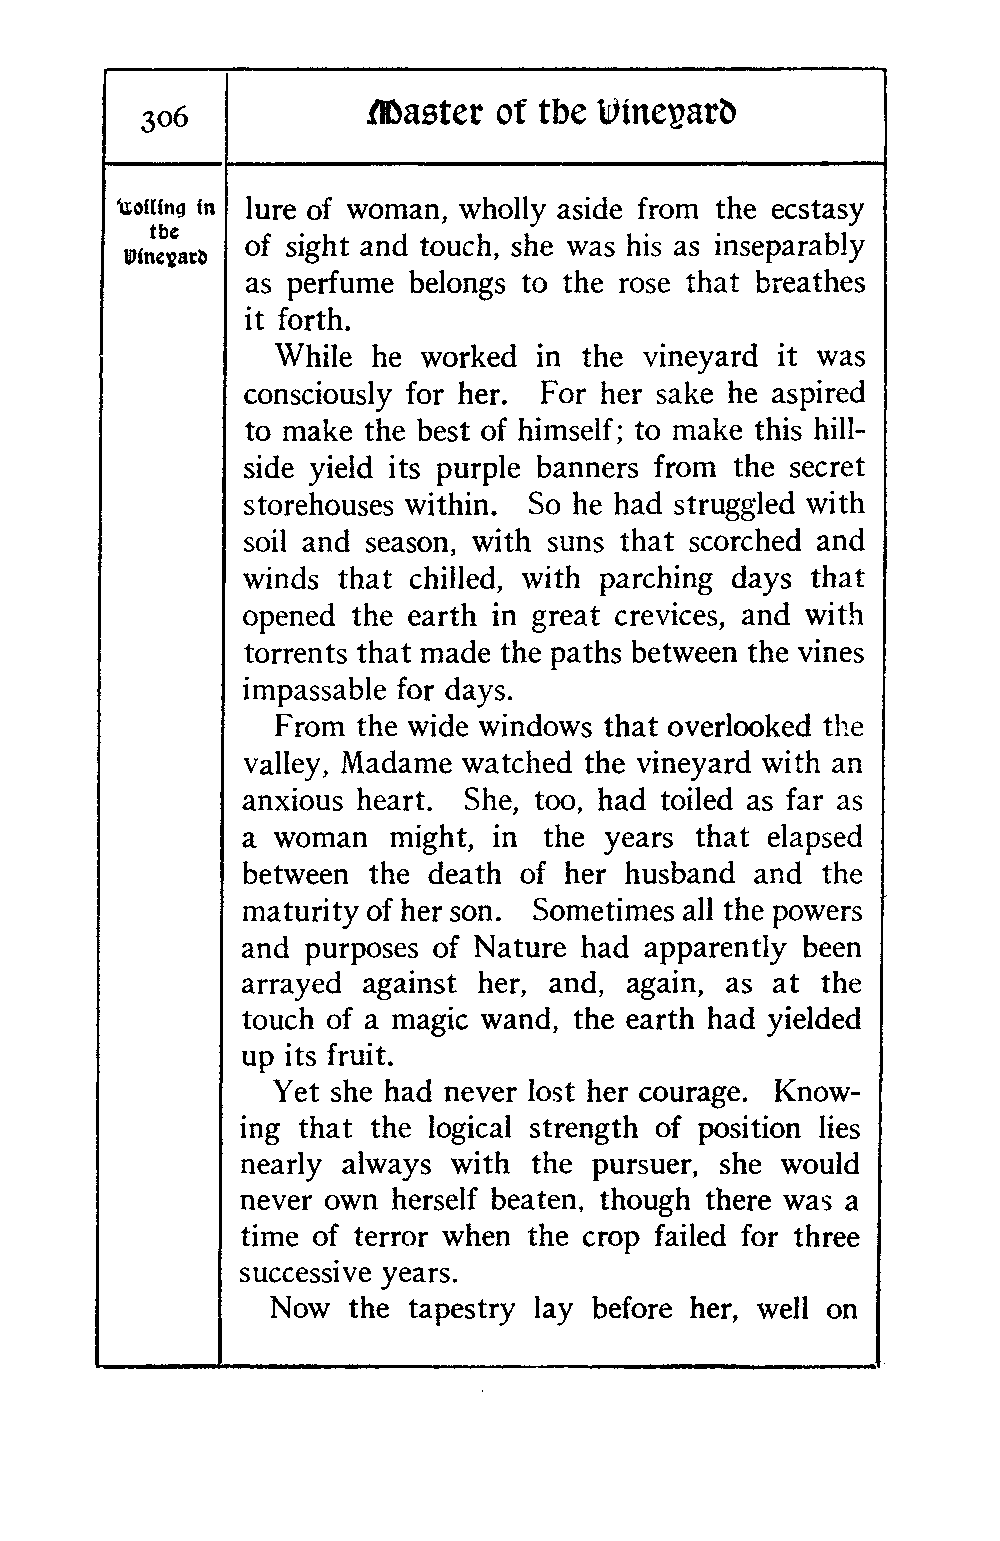 306
Master of the Vineyard
Toiling in
the
Vineyard
lure of woman, wholly aside from the ecstasy
of sight and touch, she was his as inseparably
as perfume belongs to the rose that breathes
it forth.
While he worked in the vineyard it was
consciously for her. For her sake he aspired
to make the best of himself; to make this hill-
side yield its purple banners from the secret
storehouses within. So he had struggled with
soil and season, with suns that scorched and
winds that chilled, with parching days that
opened the earth in great crevices, and with
torrents that made the paths between the vines
impassable for days.
From the wide windows that overlooked the
valley, Madame watched the vineyard with an
anxious heart. She, too, had toiled as far as
a woman might, in the years that elapsed
between the death of her husband and the
maturity of her son. Sometimes all the powers
and purposes of Nature had apparently been
arrayed against her, and, again, as at the
touch of a magic wand, the earth had yielded
up its fruit.
Yet she had never lost her courage. Know-
ing that the logical strength of position lies
nearly always with the pursuer, she would
never own herself beaten, though there was a
time of terror when the crop failed for three
successive years.
Now the tapestry lay before her, well on